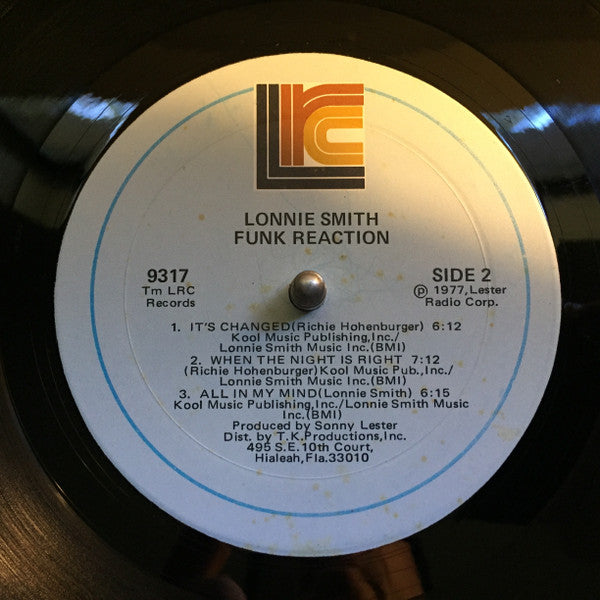 LRC
LONNIE SMITH
FUNK REACTION
9317
Tm LRC
Records
SIDE 2
℗ 1977, Lester
Radio Corp.
1. IT'S CHANGED(Richie Hohenburger) 6:12
Kool Music Publishing,Inc./
Lonnie Smith Music Inc.(BMI)
2. WHEN THE NIGHT IS RIGHT 7:12
(Richie Hohenburger)Kool Music Pub.,Inc./
Lonnie Smith Music Inc.(BMI)
3. ALL IN MY MIND(Lonnie Smith) 6:15
Kool Music Publishing,Inc./Lonnie Smith Music
Inc.(BMI)
Produced by Sonny Lester
Dist. by T.K.Productions,Inc.
495 S.E. 10th Court,
Hialeah,Fla.33010